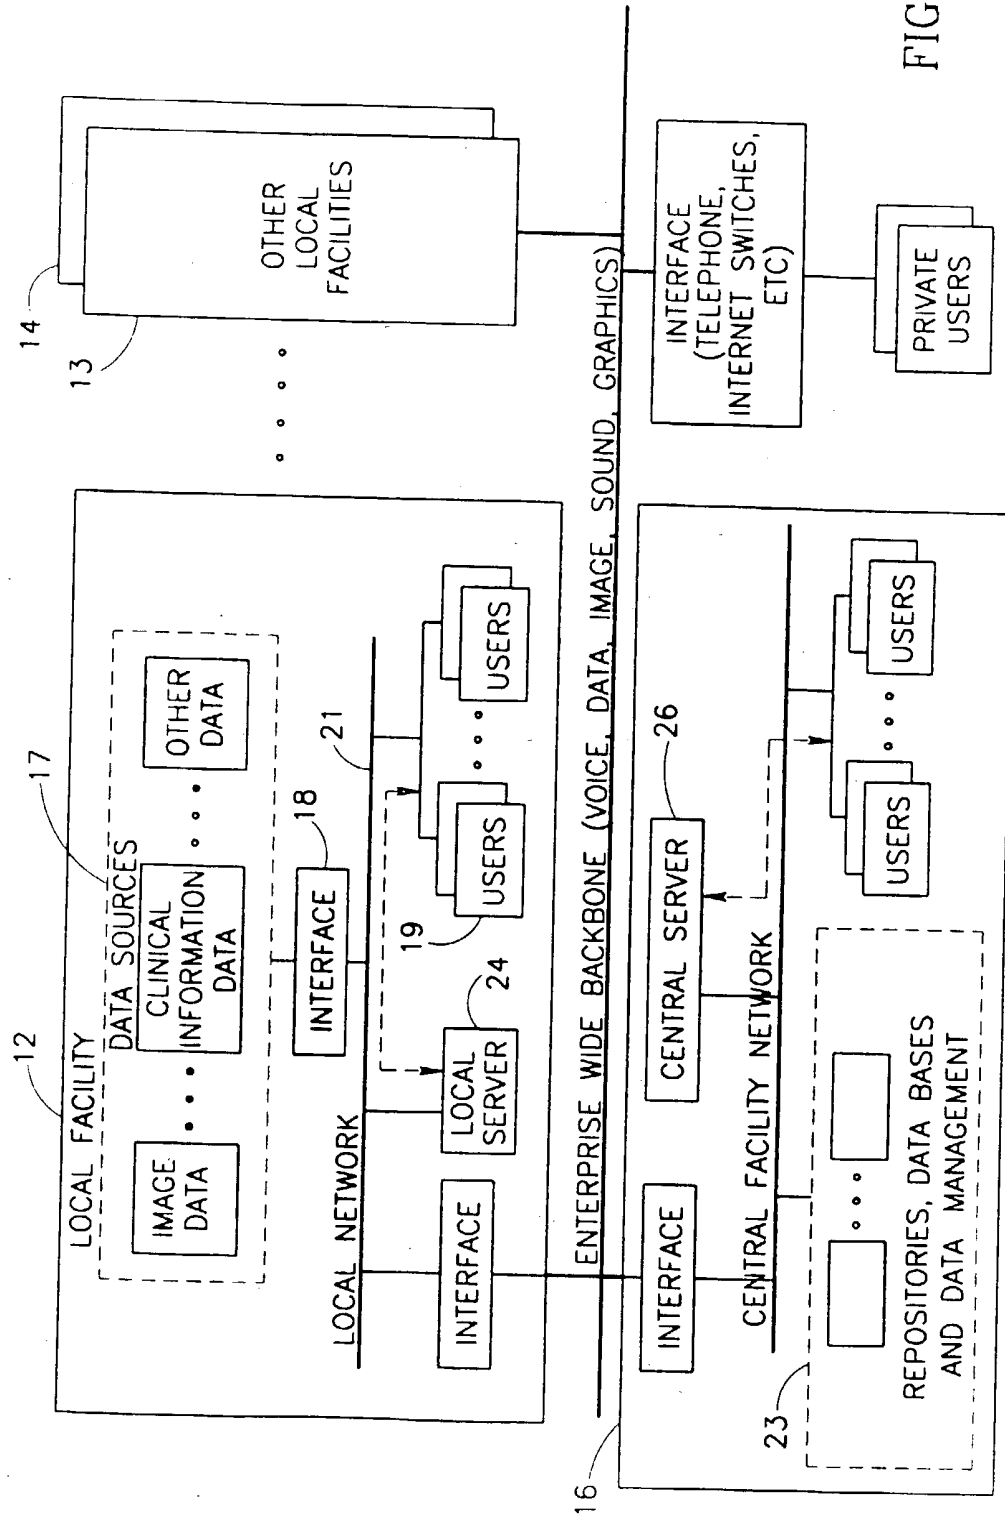 12
LOCAL FACILITY
17
DATA SOURCES
IMAGE
DATA
CLINICAL
INFORMATION
DATA
OTHER
DATA
INTERFACE
18
LOCAL NETWORK
21
INTERFACE
LOCAL
SERVER
24
19
USERS
USERS
14
13
OTHER
LOCAL
FACILITIES
ENTERPRISE WIDE BACKBONE (VOICE, DATA, IMAGE, SOUND, GRAPHICS)
16
INTERFACE
CENTRAL SERVER
26
CENTRAL FACILITY NETWORK
23
REPOSITORIES, DATA BASES
AND DATA MANAGEMENT
USERS
USERS
INTERFACE
(TELEPHONE,
INTERNET SWITCHES,
ETC)
PRIVATE
USERS
FIG